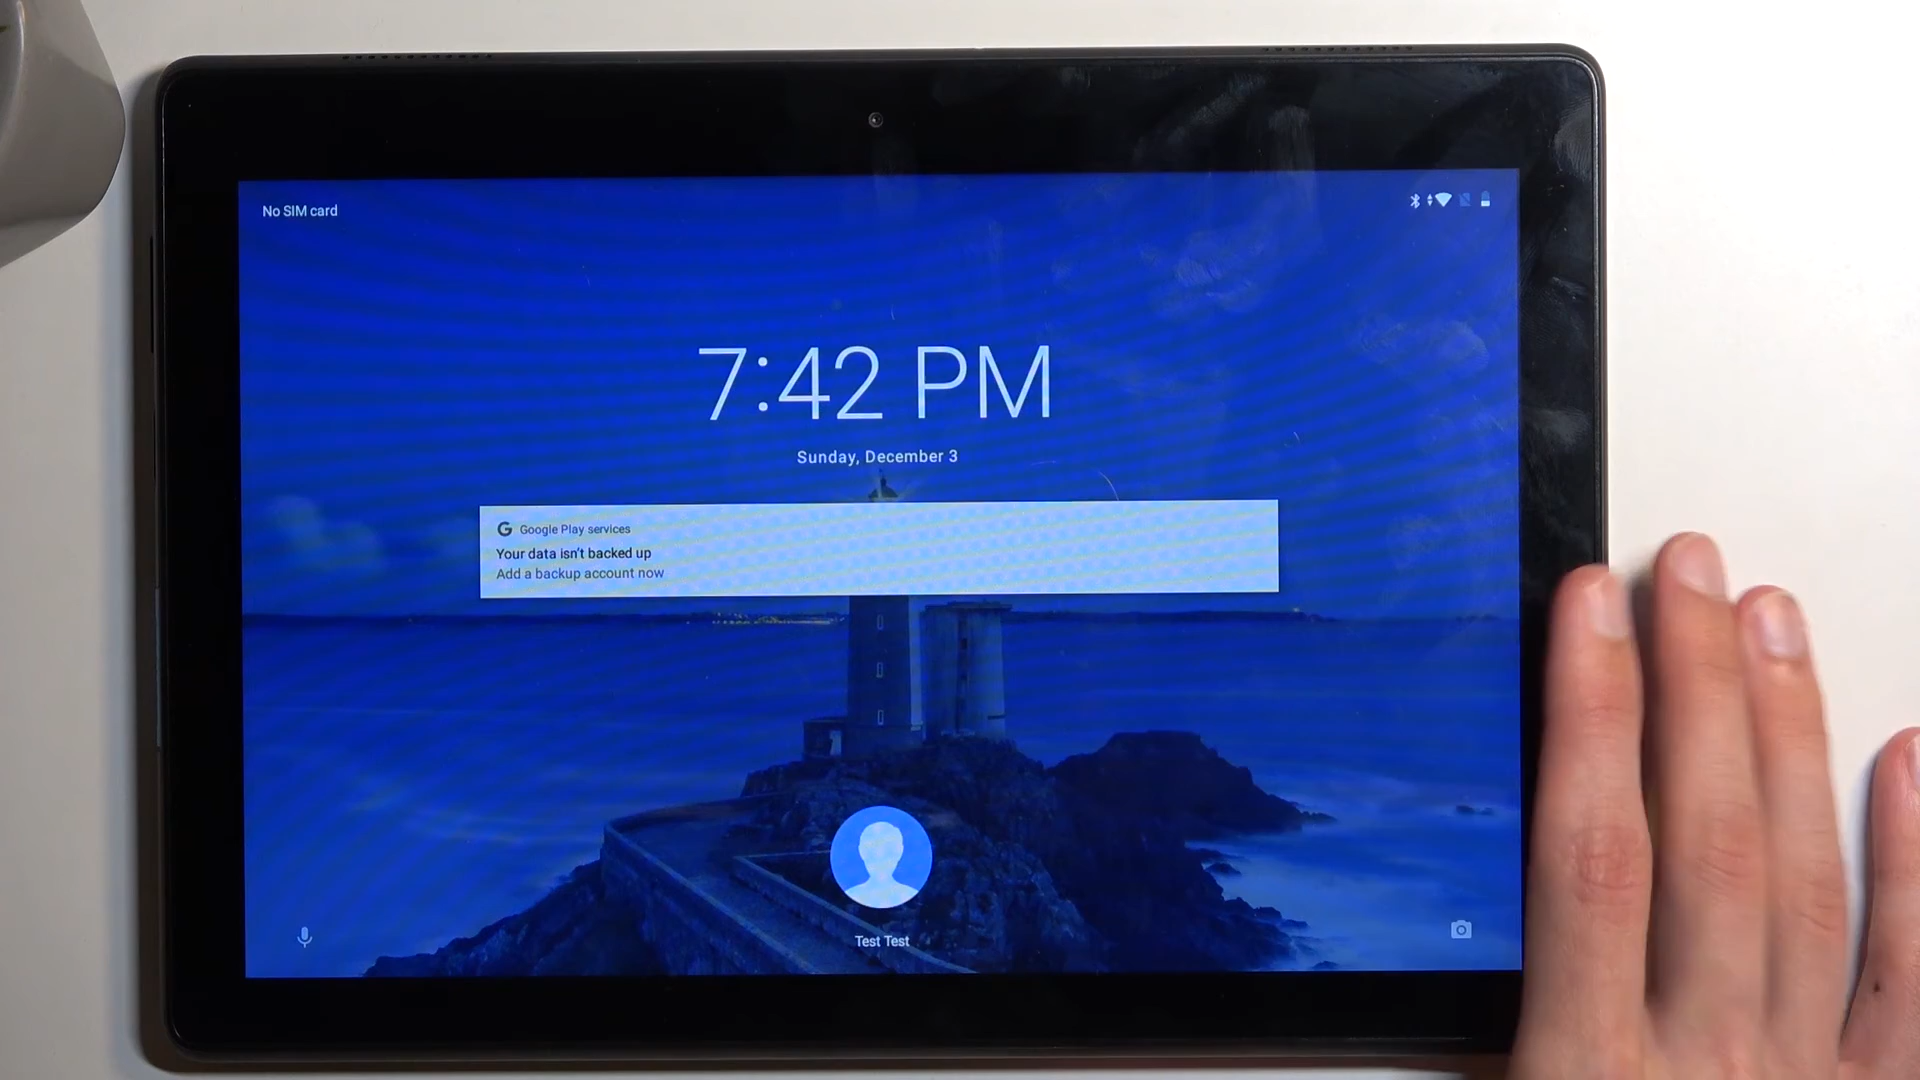 No SIM card
7:42 PM
Sunday, December 3
G Google Play services
Your data isn't backed up
Add a backup account now
Test Test